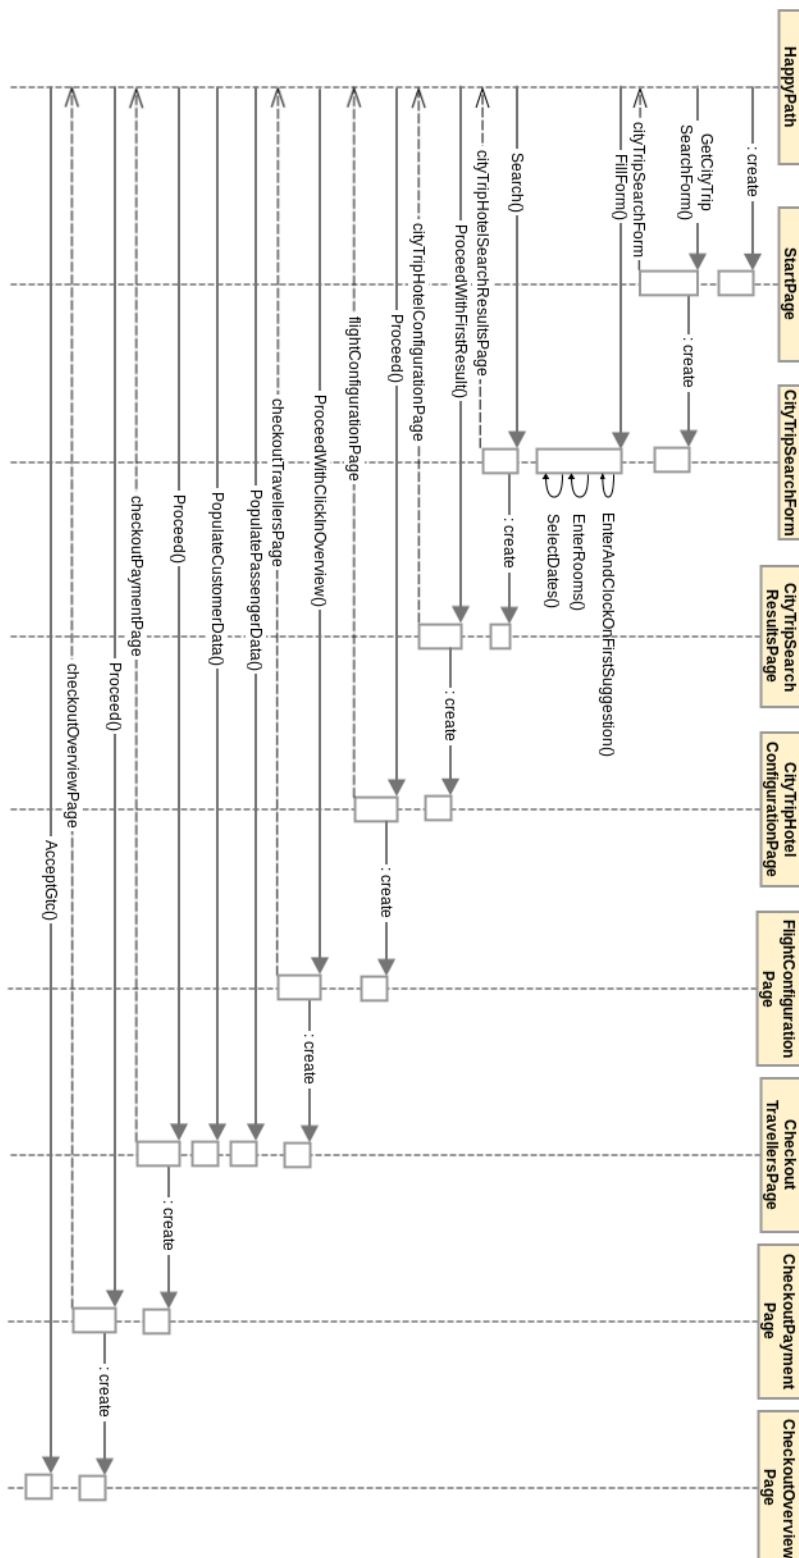 HappyPath
StartPage
CityTripSearchForm
CityTripSearch
ResultsPage
CityTripHotel
ConfigurationPage
FlightConfiguration
Page
Checkout
TravellersPage
CheckoutPayment
Page
CheckoutOverview
Page
: create
GetCityTrip
SearchForm()
: create
cityTripSearchForm
FillForm()
EnterAndClockOnFirstSuggestion()
EnterRooms()
SelectDates()
Search()
: create
cityTripHotelSearchResultsPage
ProceedWithFirstResult()
: create
cityTripHotelConfigurationPage
Proceed()
: create
flightConfigurationPage
ProceedWithClickInOverview()
: create
checkoutTravellersPage
PopulatePassengerData()
PopulateCustomerData()
Proceed()
: create
checkoutPaymentPage
Proceed()
: create
checkoutOverviewPage
AcceptGtc()